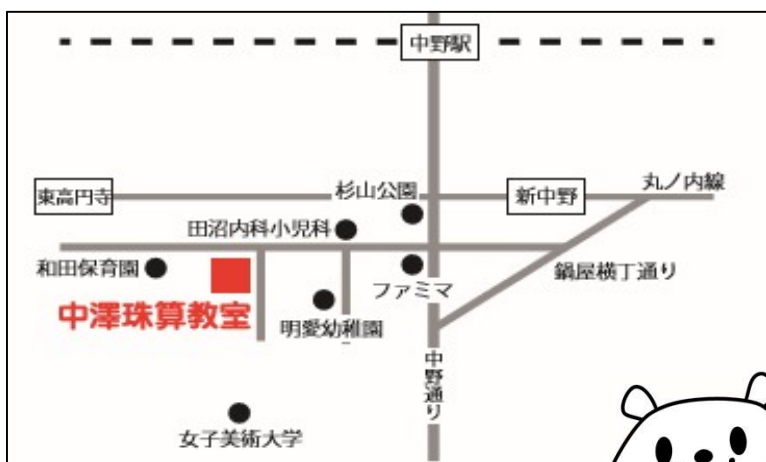 中野駅
丸ノ内線
杉山公園
東高円寺
新中野
田沼内科小児科
和田保育園
ファミマ
鍋屋横丁通り
中澤珠算教室
明愛幼稚園
中野通り
女子美術大学